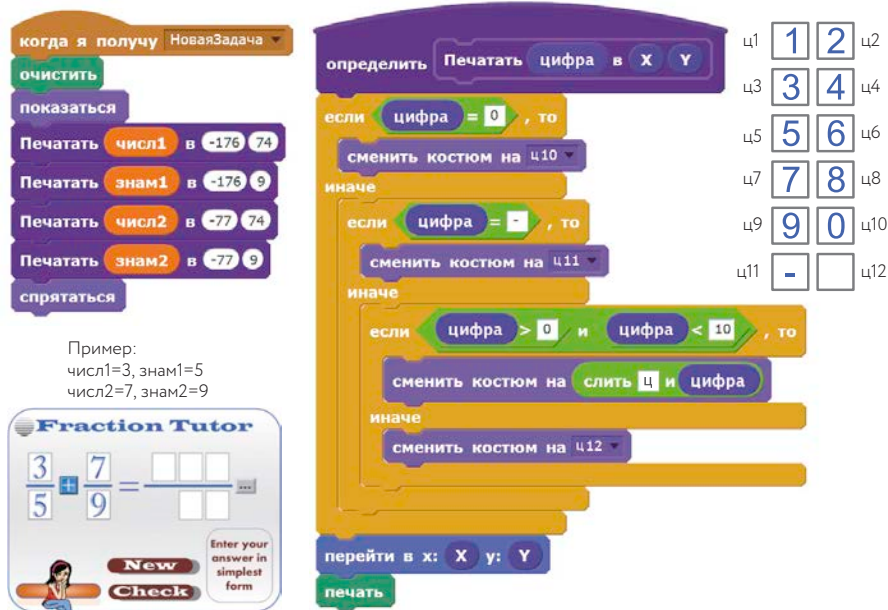 когда я получу НоваяЗадача
очистить
показаться
Печатать числ1 в -176 74
Печатать знам1 в -176 9
Печатать числ2 в -77 74
Печатать знам2 в -77 9
спрятаться
Пример:
числ1=3, знам1=5
числ2=7, знам2=9
Fraction Tutor
3 7
+ =
5 9
...
Enter your
answer in
simplest
form
New
Check
определить Печатать цифра в X Y
если цифра = 0 , то
сменить костюм на ц10
иначе
если цифра = - , то
сменить костюм на ц11
иначе
если цифра > 0 и цифра < 10 , то
сменить костюм на слить ц и цифра
иначе
сменить костюм на ц12
перейти в x: X y: Y
печать
ц1 1 2 ц2
ц3 3 4 ц4
ц5 5 6 ц6
ц7 7 8 ц8
ц9 9 0 ц10
ц11 - ц12